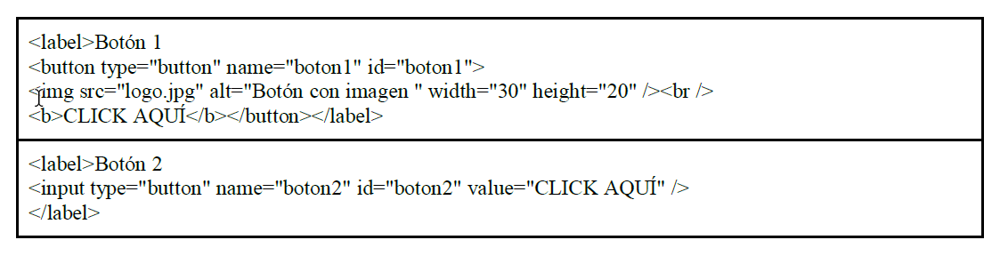 <label>Botón 1
<button type="button" name="boton1" id="boton1">
<img src="logo.jpg" alt="Botón con imagen " width="30" height="20" /><br />
<b>CLICK AQUÍ</b></button></label>
<label>Botón 2
<input type="button" name="boton2" id="boton2" value="CLICK AQUÍ" />
</label>